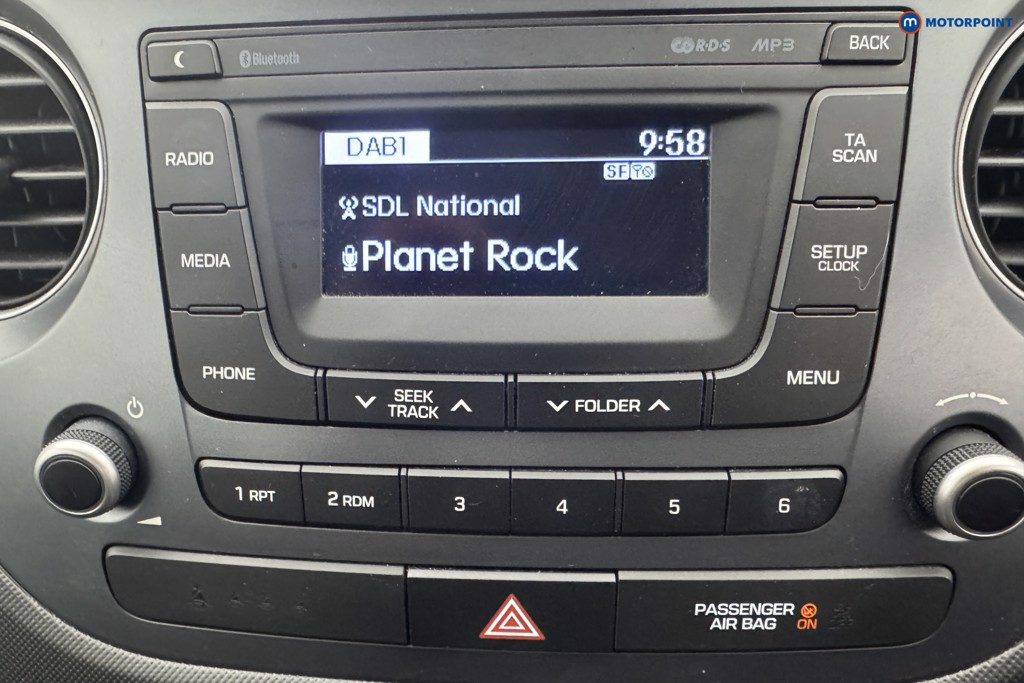 MOTORPOINT
Bluetooth
R·D·S
MP3
BACK
RADIO
DAB1
9:58
TA
SCAN
SF
SDL National
MEDIA
Planet Rock
SETUP
CLOCK
PHONE
SEEK
TRACK
FOLDER
MENU
1 RPT
2 RDM
3
4
5
6
PASSENGER
AIR BAG
ON